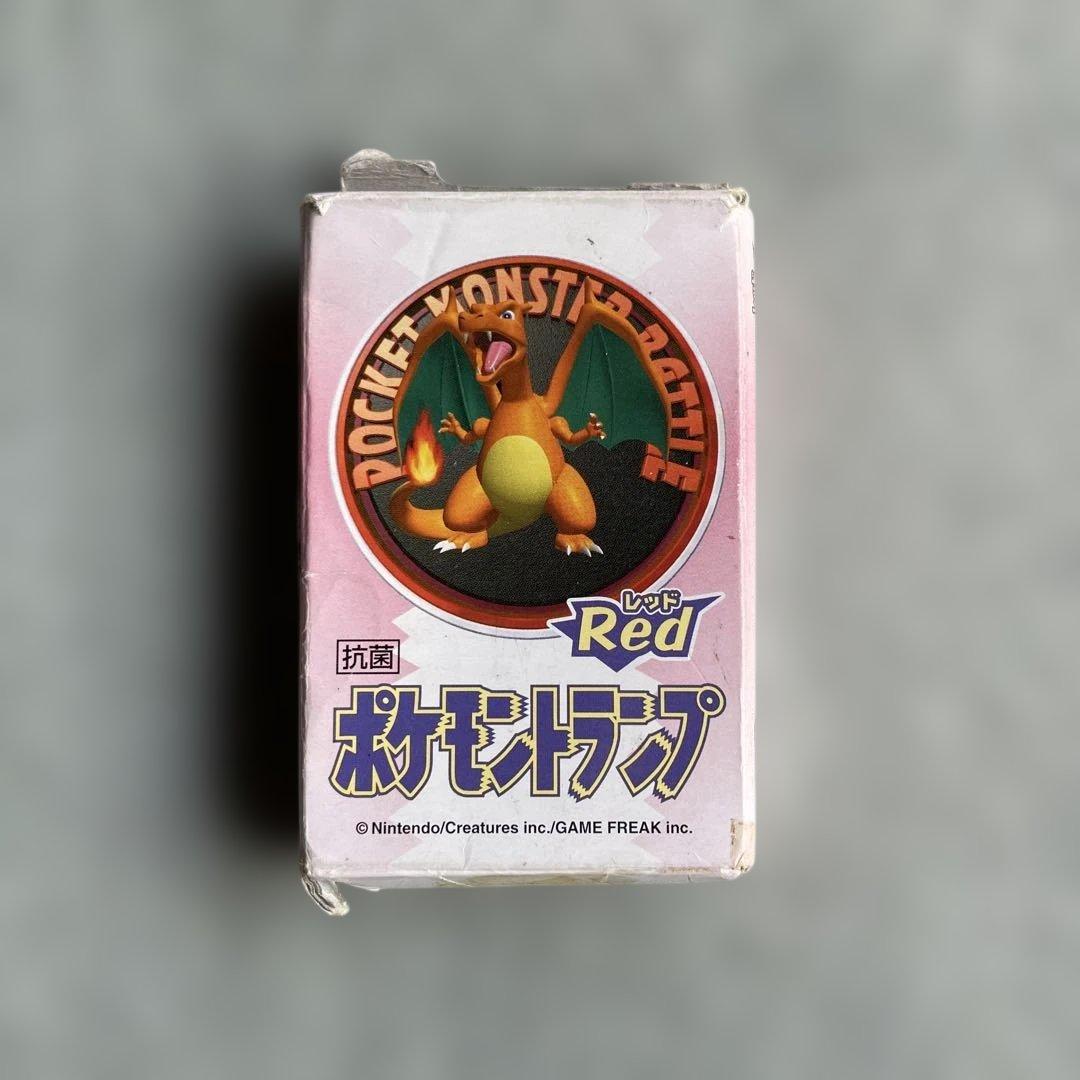 POCKET MONSTER BATTLE
レッド
Red
抗菌
ポケモントランプ
© Nintendo/Creatures inc./GAME FREAK inc.